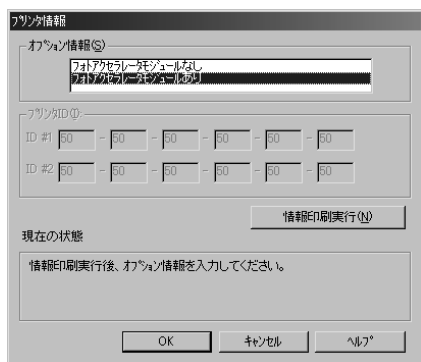 プリンタ情報
オプション情報(S)
フォトアクセラレータモジュールなし
フォトアクセラレータモジュールあり
プリンタID(I):
ID #1 50 - 50 - 50 - 50 - 50 - 50
ID #2 50 - 50 - 50 - 50 - 50 - 50
情報印刷実行(N)
現在の状態
情報印刷実行後、オプション情報を入力してください。
OK キャンセル ヘルプ